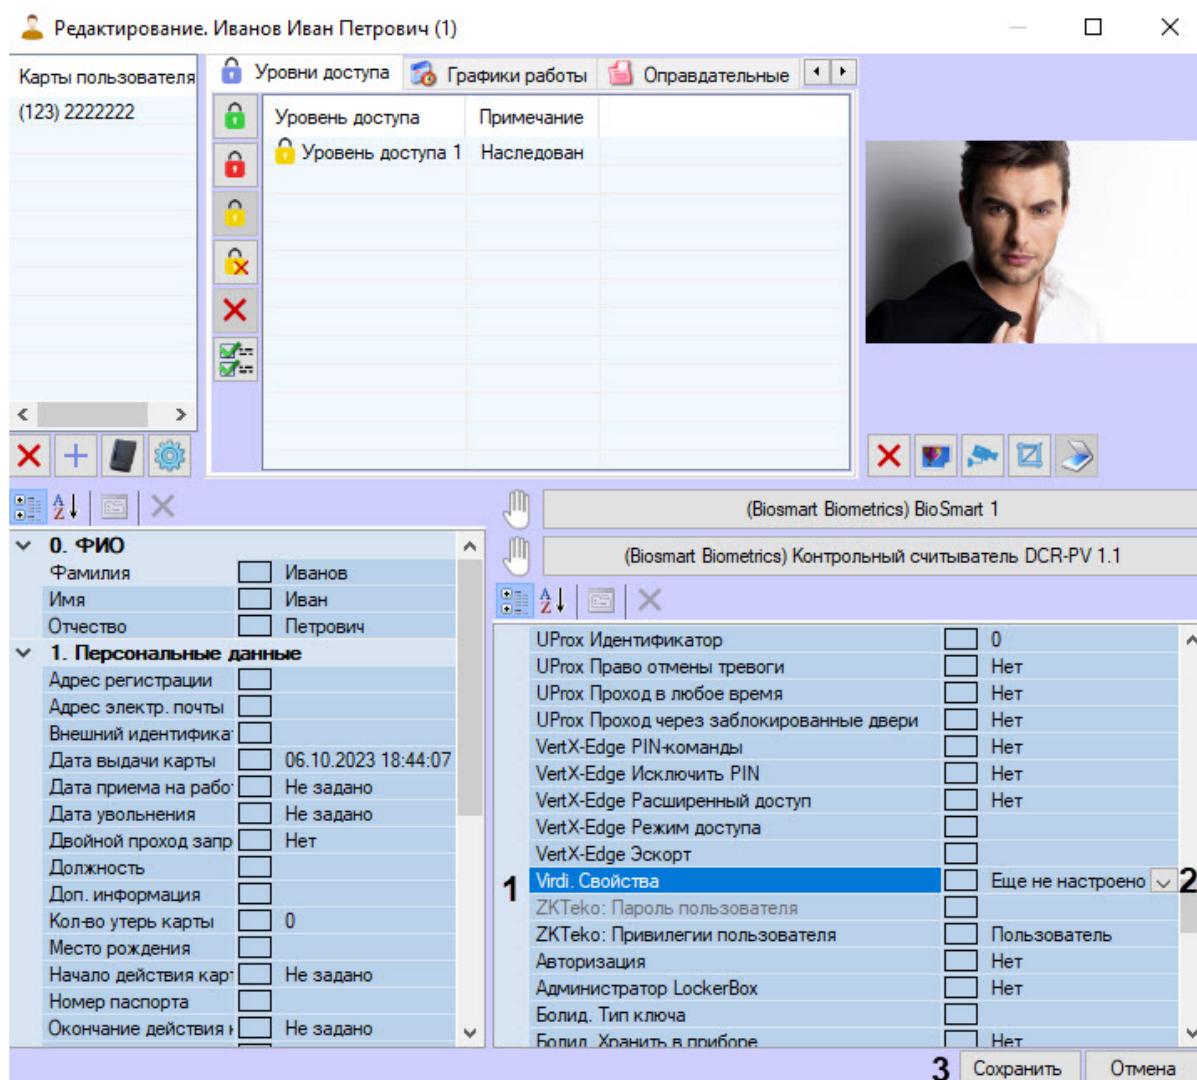 Редактирование. Иванов Иван Петрович (1)
Карты пользователя
(123) 2222222
Уровни доступа
Графики работы
Оправдательные
Уровень доступа Примечание
Уровень доступа 1 Наследован
(Biosmart Biometrics) BioSmart 1
(Biosmart Biometrics) Контрольный считыватель DCR-PV 1.1
0. ФИО
Фамилия Иванов
Имя Иван
Отчество Петрович
1. Персональные данные
Адрес регистрации
Адрес электр. почты
Внешний идентифика
Дата выдачи карты 06.10.2023 18:44:07
Дата приема на рабо Не задано
Дата увольнения Не задано
Двойной проход запр Нет
Должность
Доп. информация
Кол-во утерь карты 0
Место рождения
Начало действия кар Не задано
Номер паспорта
Окончание действия Не задано
UProx Идентификатор 0
UProx Право отмены тревоги Нет
UProx Проход в любое время Нет
UProx Проход через заблокированные двери Нет
VertX-Edge PIN-команды Нет
VertX-Edge Исключить PIN Нет
VertX-Edge Расширенный доступ Нет
VertX-Edge Режим доступа
VertX-Edge Эскорт
1 Virdi. Свойства Еще не настроено 2
ZKTeko: Пароль пользователя
ZKTeko: Привилегии пользователя Пользователь
Авторизация Нет
Администратор LockerBox Нет
Болид. Тип ключа
Болид. Хранить в приборе Нет
3 Сохранить Отмена